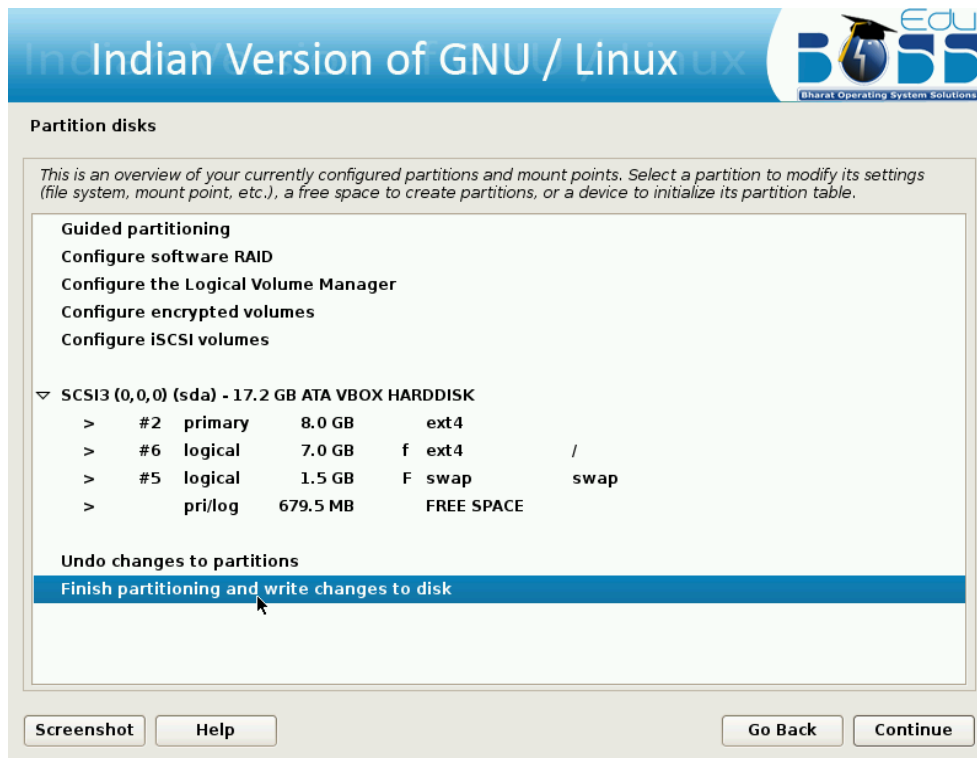 Indian Version of GNU / Linux
Edu
BOSS
Bharat Operating System Solutions
Partition disks
This is an overview of your currently configured partitions and mount points. Select a partition to modify its settings
(file system, mount point, etc.), a free space to create partitions, or a device to initialize its partition table.
Guided partitioning
Configure software RAID
Configure the Logical Volume Manager
Configure encrypted volumes
Configure iSCSI volumes
SCSI3 (0,0,0) (sda) - 17.2 GB ATA VBOX HARDDISK
> #2 primary 8.0 GB ext4
> #6 logical 7.0 GB f ext4 /
> #5 logical 1.5 GB F swap swap
> pri/log 679.5 MB FREE SPACE
Undo changes to partitions
Finish partitioning and write changes to disk
Screenshot Help Go Back Continue